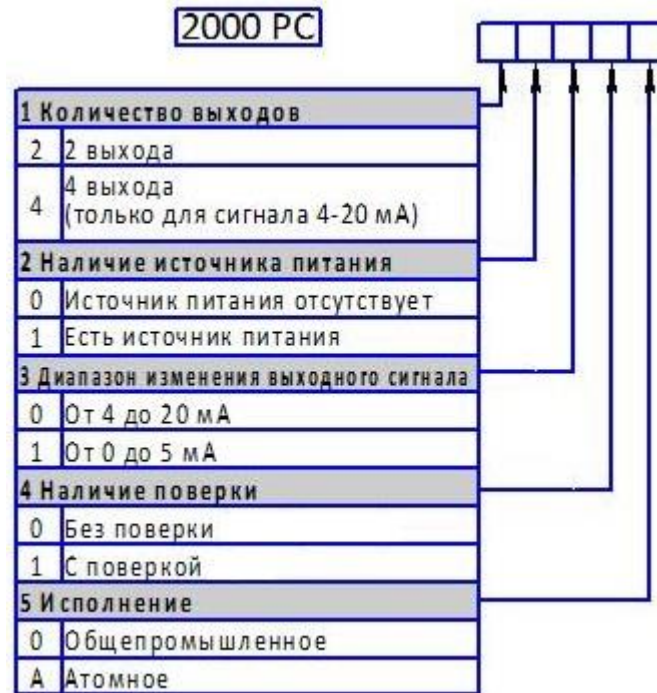 2000 РС
1 Количество выходов
2 2 выхода
4 4 выхода
(только для сигнала 4-20 мА)
2 Наличие источника питания
0 Источник питания отсутствует
1 Есть источник питания
3 Диапазон изменения выходного сигнала
0 От 4 до 20 мА
1 От 0 до 5 мА
4 Наличие поверки
0 Без поверки
1 С поверкой
5 Исполнение
0 Общепромышленное
А Атомное